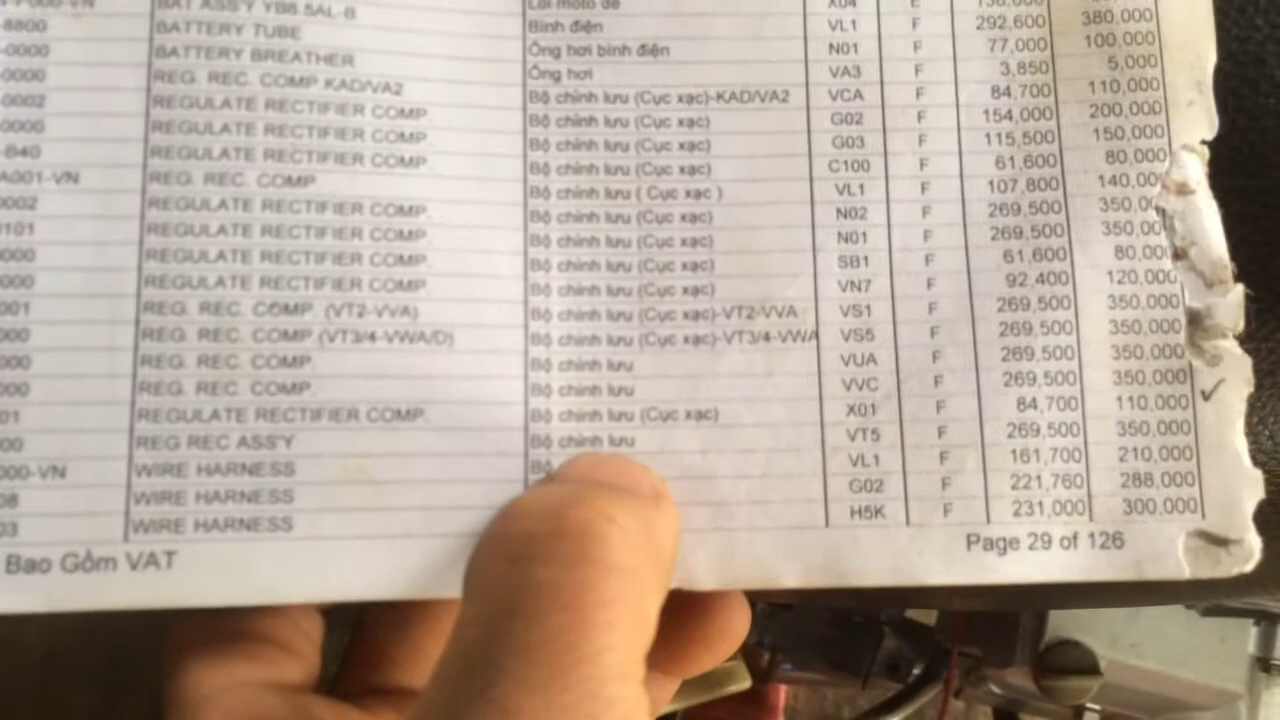 Lõi moto đề X04 E
BAT ASS'Y YB6 5AL-B Bình điện VL1 F 292,600 380,000
-8800 BATTERY TUBE Ống hơi bình điện N01 F 77,000 100,000
-0000 BATTERY BREATHER Ống hơi VA3 F 3,850 5,000
-0000 REG. REC. COMP KAD/VA2 Bộ chỉnh lưu (Cục xạc)-KAD/VA2 VCA F 84,700 110,000
-0002 REGULATE RECTIFIER COMP Bộ chỉnh lưu (Cục xạc) G02 F 154,000 200,000
0000 REGULATE RECTIFIER COMP Bộ chỉnh lưu (Cục xạc) G03 F 115,500 150,000
-B40 REGULATE RECTIFIER COMP Bộ chỉnh lưu (Cục xạc) C100 F 61,600 80,000
A001-VN REG. REC. COMP Bộ chỉnh lưu ( Cục xạc ) VL1 F 107,800 140,000
0002 REGULATE RECTIFIER COMP Bộ chỉnh lưu (Cục xạc) N02 F 269,500 350,00
0101 REGULATE RECTIFIER COMP Bộ chỉnh lưu (Cục xạc) N01 F 269,500 350,00
000 REGULATE RECTIFIER COMP Bộ chỉnh lưu (Cục xạc) SB1 F 61,600 80,000
000 REGULATE RECTIFIER COMP Bộ chỉnh lưu (Cục xạc) VN7 F 92,400 120,000
001 REG. REC. COMP. (VT2-VVA) Bộ chỉnh lưu (Cục xạc)-VT2-VVA VS1 F 269,500 350,000
000 REG. REC. COMP.(VT3/4-VWA/D) Bộ chỉnh lưu (Cục xạc)-VT3/4-VWA VS5 F 269,500 350,000
000 REG. REC. COMP Bộ chỉnh lưu VUA F 269,500 350,000
000 REG. REC. COMP Bộ chỉnh lưu VVC F 269,500 350,000 ✓
01 REGULATE RECTIFIER COMP. Bộ chỉnh lưu (Cục xạc) X01 F 84,700 110,000
00 REG REC ASS'Y Bộ chỉnh lưu VT5 F 269,500 350,000
000-VN WIRE HARNESS Bộ VL1 F 161,700 210,000
08 WIRE HARNESS G02 F 221,760 288,000
03 WIRE HARNESS H5K F 231,000 300,000
Bao Gồm VAT Page 29 of 126